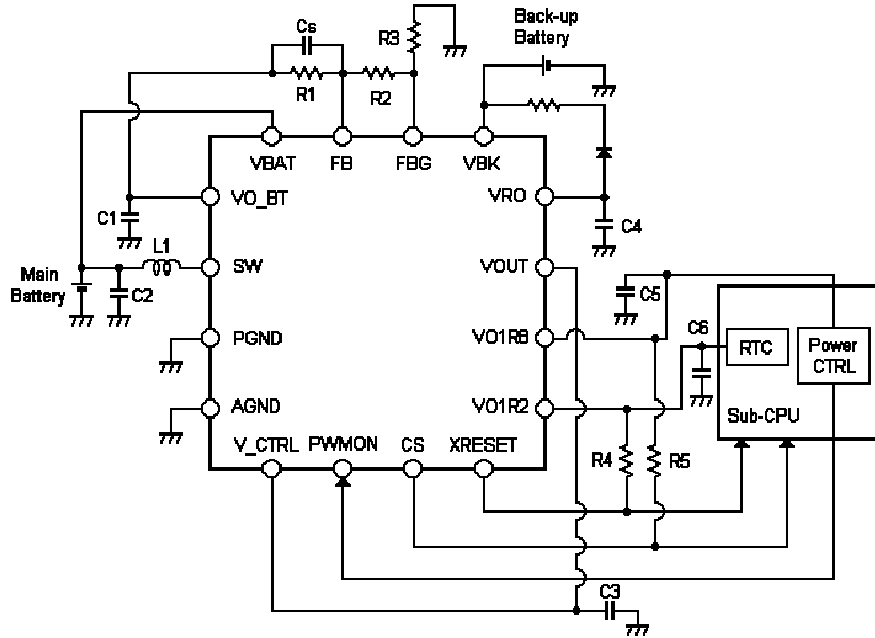 Back-up
Battery
Cs
R3
R1
R2
VBAT
FB
FBG
VBK
VO_BT
VRO
C1
C4
L1
SW
VOUT
Main
Battery
C2
C5
PGND
VO1R8
C6
RTC
Power
CTRL
AGND
VO1R2
Sub-CPU
V_CTRL
PWMON
CS
XRESET
R4
R5
C3